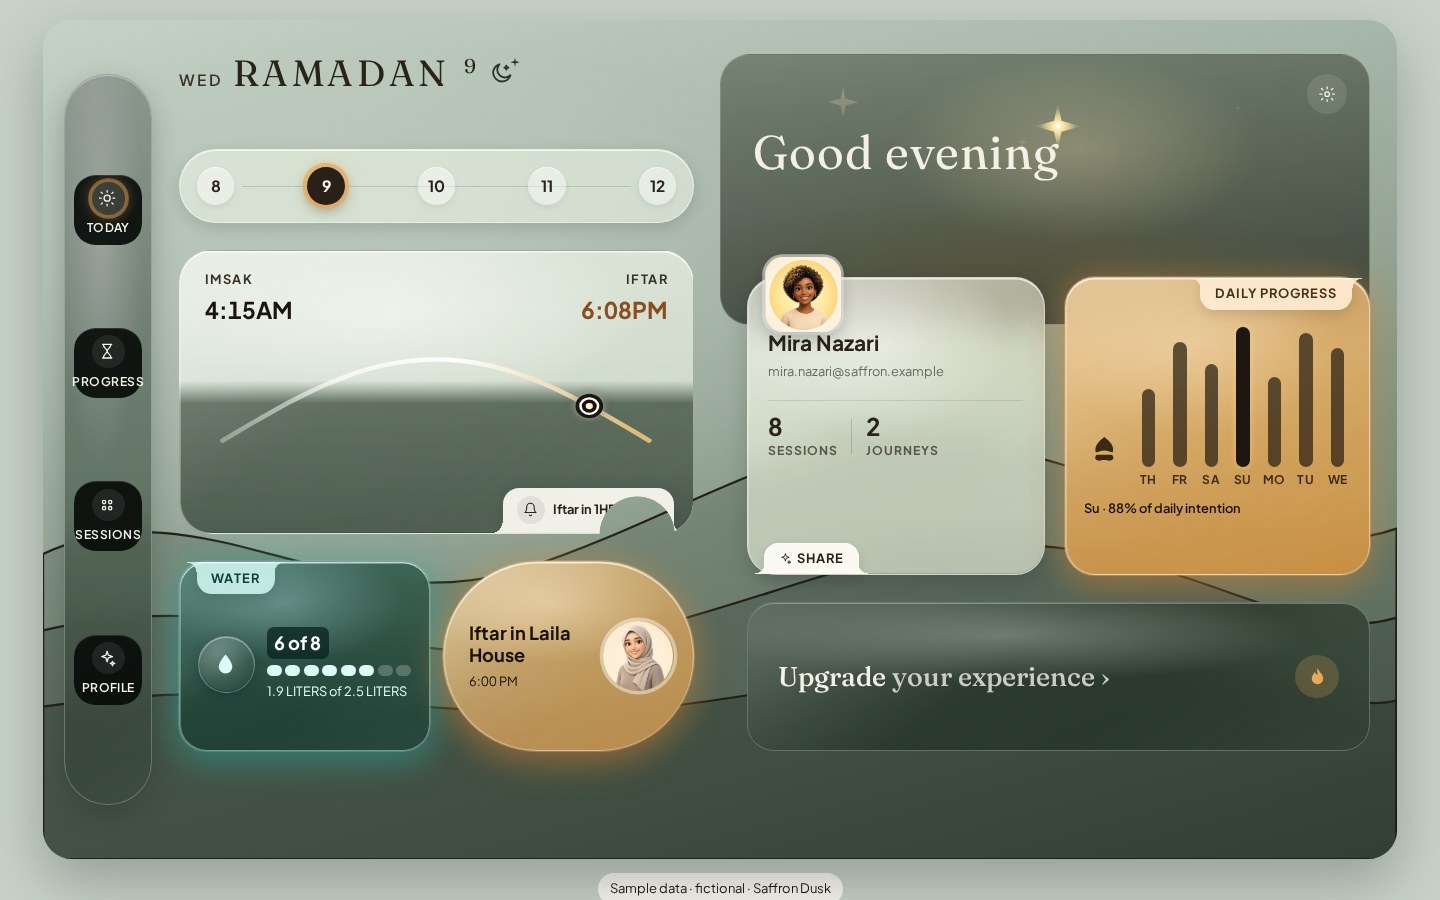 WED RAMADAN 9
TODAY
PROGRESS
SESSIONS
PROFILE
8 9 10 11 12
IMSAK
4:15AM
IFTAR
6:08PM
Iftar in
WATER
6 of 8
1.9 LITERS of 2.5 LITERS
Iftar in Laila
House
6:00 PM
Good evening
Mira Nazari
mira.nazari@saffron.example
8
SESSIONS
2
JOURNEYS
SHARE
DAILY PROGRESS
TH FR SA SU MO TU WE
Su · 88% of daily intention
Upgrade your experience ›
Sample data · fictional · Saffron Dusk